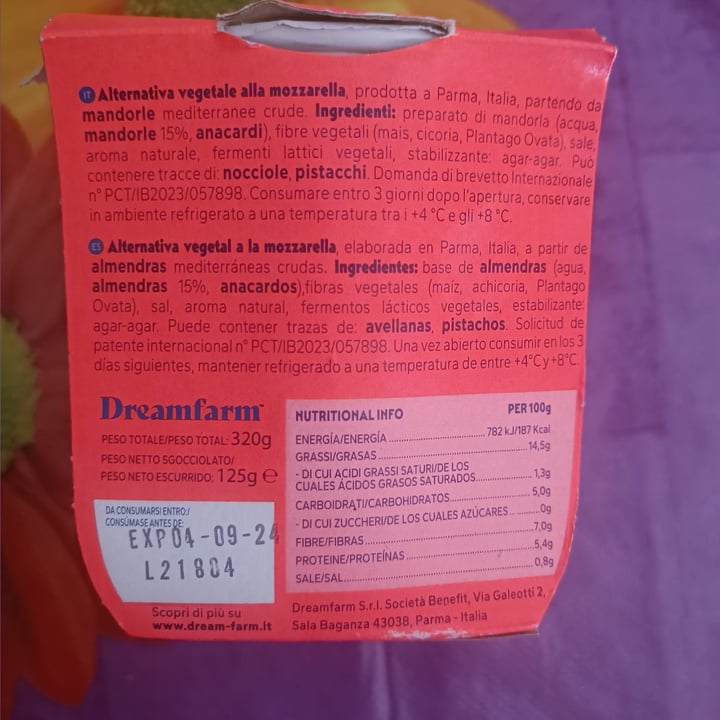 IT Alternativa vegetale alla mozzarella, prodotta a Parma, Italia, partendo da
mandorle mediterranee crude. Ingredienti: preparato di mandorla (acqua,
mandorle 15%, anacardi), fibre vegetali (mais, cicoria, Plantago Ovata), sale,
aroma naturale, fermenti lattici vegetali, stabilizzante: agar-agar. Può
contenere tracce di: nocciole, pistacchi. Domanda di brevetto Internazionale
n° PCT/IB2023/057898. Consumare entro 3 giorni dopo l'apertura, conservare
in ambiente refrigerato a una temperatura tra i +4 °C e gli +8 °C.
ES Alternativa vegetal a la mozzarella, elaborada en Parma, Italia, a partir de
almendras mediterráneas crudas. Ingredientes: base de almendras (agua,
almendras 15%, anacardos),fibras vegetales (maíz, achicoria, Plantago
Ovata), sal, aroma natural, fermentos lácticos vegetales, estabilizante:
agar-agar. Puede contener trazas de: avellanas, pistachos. Solicitud de
patente internacional n° PCT/IB2023/057898. Una vez abierto consumir en los 3
días siguientes, mantener refrigerado a una temperatura de entre +4°C y +8°C.
Dreamfarm™
PESO TOTALE/PESO TOTAL: 320g
PESO NETTO SGOCCIOLATO/
PESO NETO ESCURRIDO: 125g e
DA CONSUMARSI ENTRO:/
CONSÚMASE ANTES DE:
EXP 04-09-24
L21804
Scopri di più su
www.dream-farm.it
NUTRITIONAL INFO PER 100g
ENERGÍA/ENERGÍA 782 kJ/187 Kcal
GRASSI/GRASAS 14,5g
- DI CUI ACIDI GRASSI SATURI/DE LOS
CUALES ÁCIDOS GRASOS SATURADOS 1,3g
CARBOIDRATI/CARBOHIDRATOS 5,0g
- DI CUI ZUCCHERI/DE LOS CUALES AZÚCARES 0g
FIBRE/FIBRAS 7,0g
PROTEINE/PROTEÍNAS 5,4g
SALE/SAL 0,8g
Dreamfarm S.r.l. Società Benefit, Via Galeotti 2,
Sala Baganza 43038, Parma - Italia